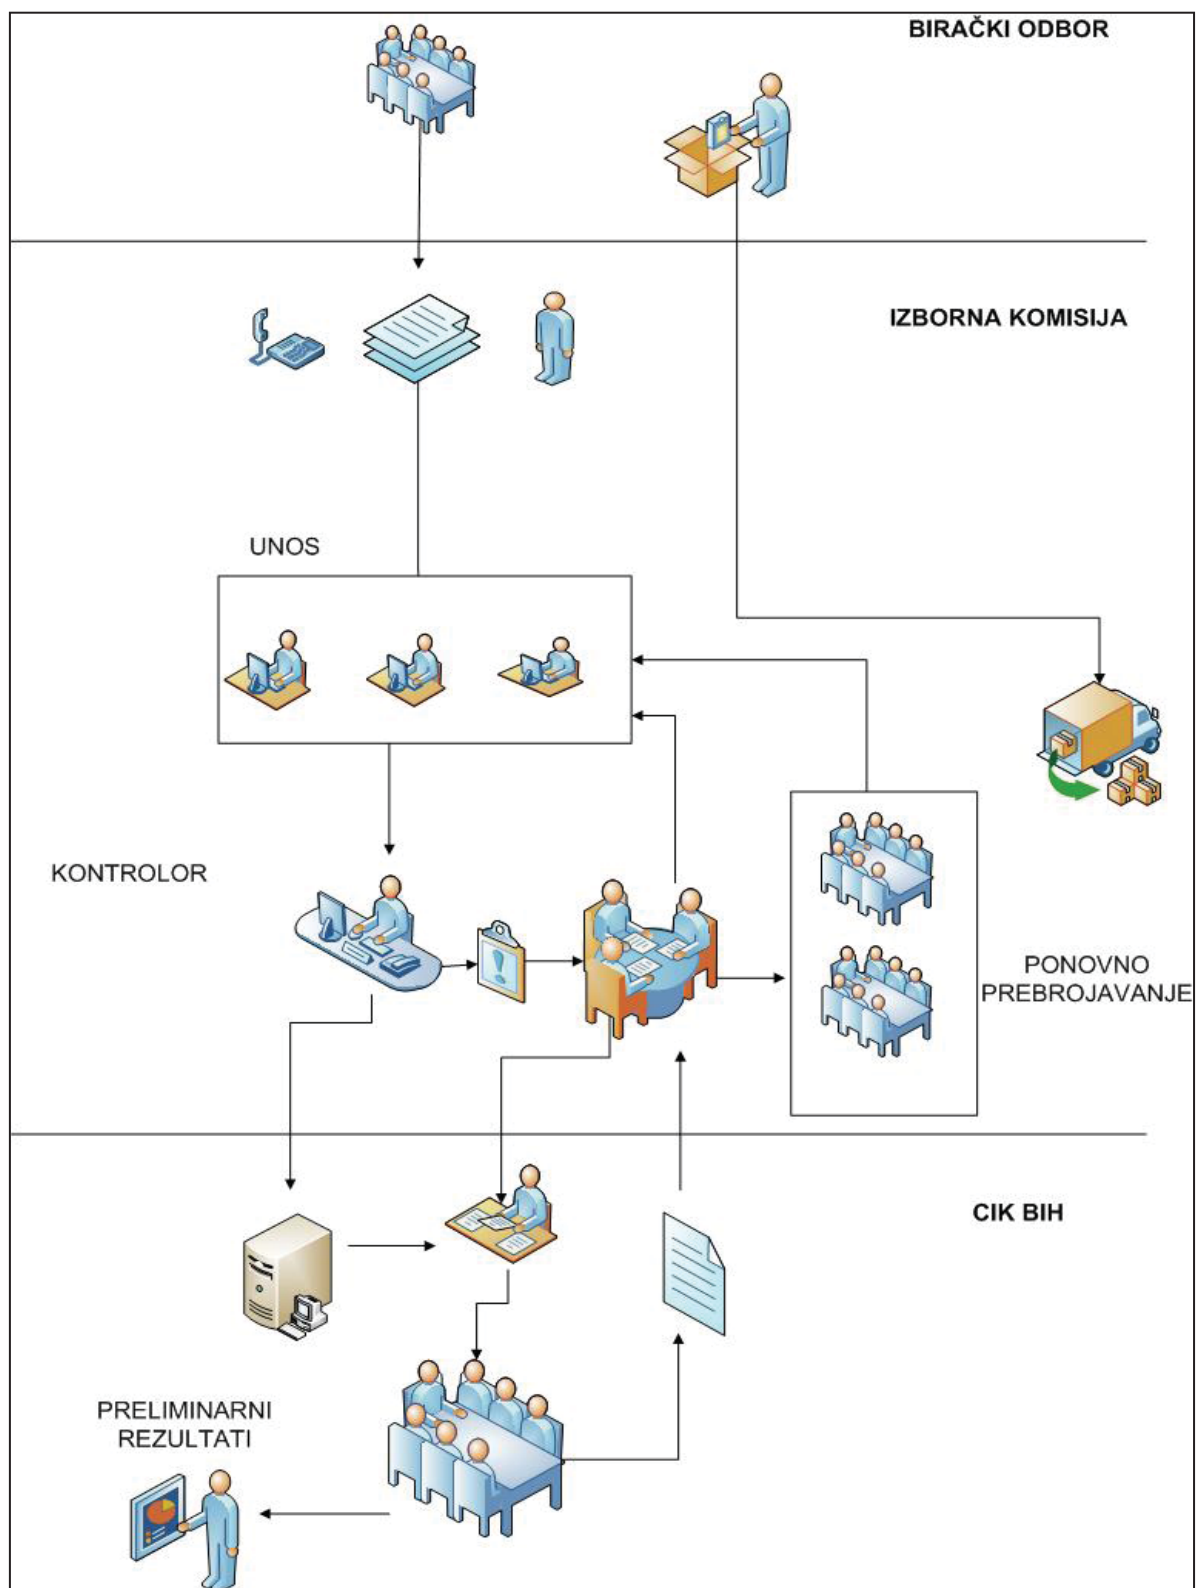 BIRAČKI ODBOR
IZBORNA KOMISIJA
UNOS
KONTROLOR
PONOVNO
PREBROJAVANJE
CIK BIH
PRELIMINARNI
REZULTATI